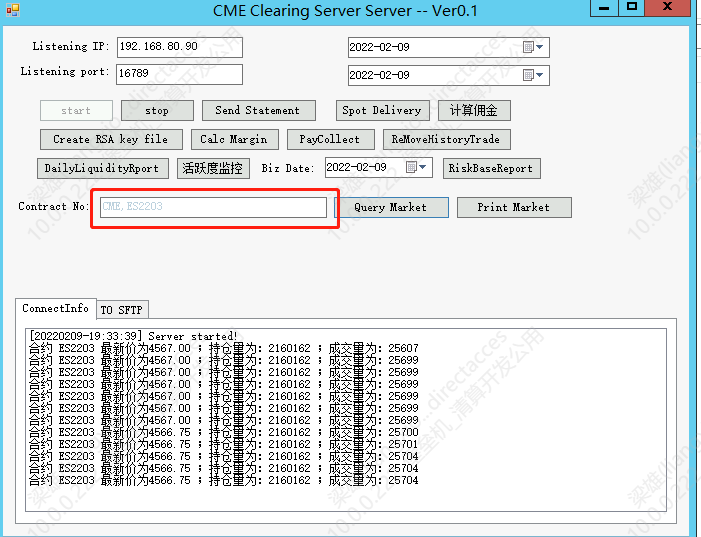 CME Clearing Server Server -- Ver0.1
Listening IP: 192.168.80.90 2022-02-09
Listening port: 16789 2022-02-09
start stop Send Statement Spot Delivery 计算佣金
Create RSA key file Calc Margin PayCollect ReMoveHistoryTrade
DailyLiquidityRport 活跃度监控 Biz Date: 2022-02-09 RiskBaseReport
Contract No: CME,ES2203 Query Market Print Market
ConnectInfo TO SFTP
[20220209-19:33:39] Server started!
合约 ES2203 最新价为4567.00 ; 持仓量为: 2160162 ; 成交量为: 25607
合约 ES2203 最新价为4567.00 ; 持仓量为: 2160162 ; 成交量为: 25699
合约 ES2203 最新价为4567.00 ; 持仓量为: 2160162 ; 成交量为: 25699
合约 ES2203 最新价为4567.00 ; 持仓量为: 2160162 ; 成交量为: 25699
合约 ES2203 最新价为4567.00 ; 持仓量为: 2160162 ; 成交量为: 25699
合约 ES2203 最新价为4567.00 ; 持仓量为: 2160162 ; 成交量为: 25699
合约 ES2203 最新价为4567.00 ; 持仓量为: 2160162 ; 成交量为: 25699
合约 ES2203 最新价为4566.75 ; 持仓量为: 2160162 ; 成交量为: 25700
合约 ES2203 最新价为4566.75 ; 持仓量为: 2160162 ; 成交量为: 25701
合约 ES2203 最新价为4566.75 ; 持仓量为: 2160162 ; 成交量为: 25704
合约 ES2203 最新价为4566.75 ; 持仓量为: 2160162 ; 成交量为: 25704
合约 ES2203 最新价为4566.75 ; 持仓量为: 2160162 ; 成交量为: 25704